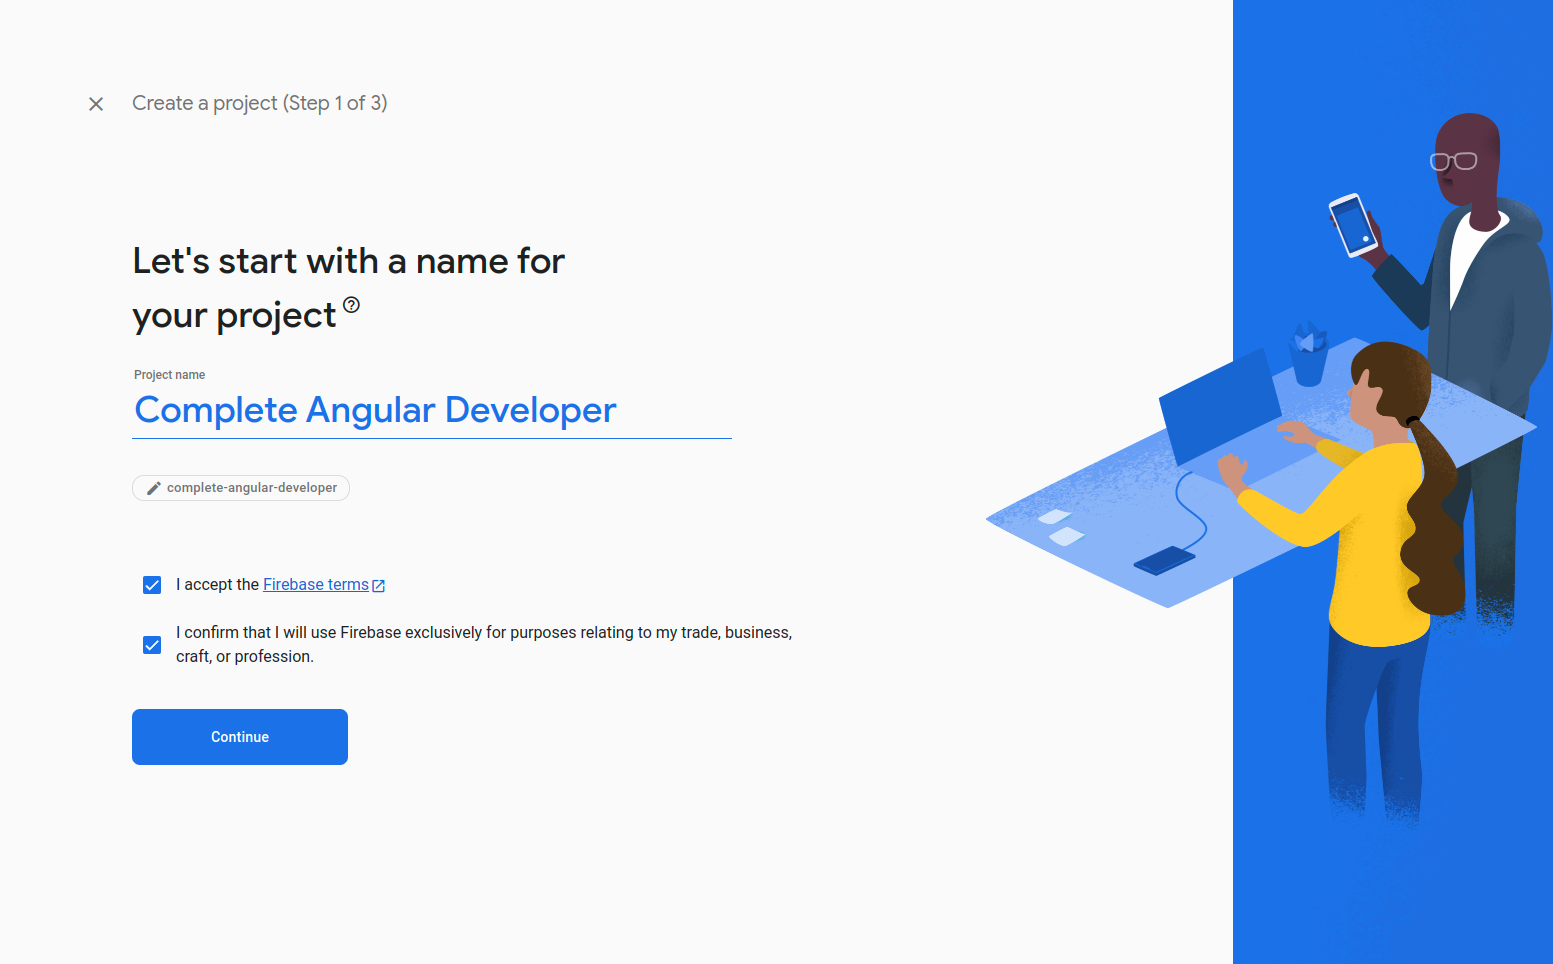 Create a project (Step 1 of 3)
Let's start with a name for
your project
Project name
Complete Angular Developer
complete-angular-developer
I accept the Firebase terms
I confirm that I will use Firebase exclusively for purposes relating to my trade, business,
craft, or profession.
Continue